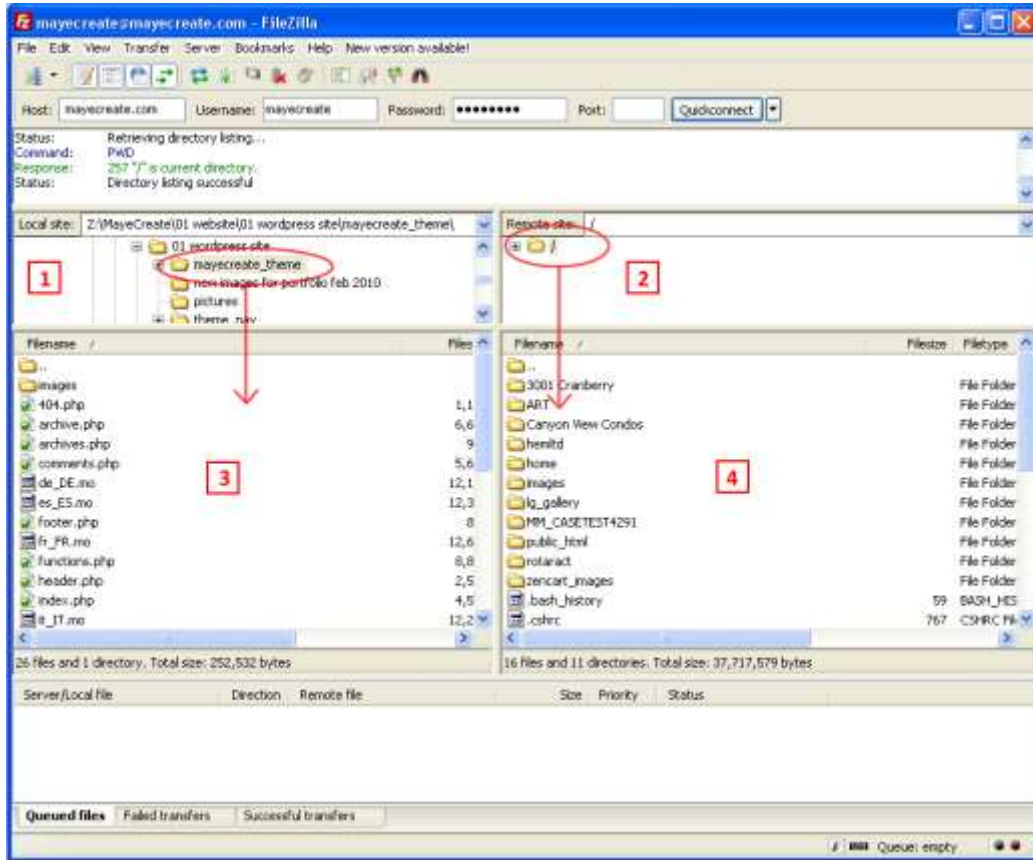 mayecreate@mayecreate.com - FileZilla
File Edit View Transfer Server Bookmarks Help New version available!
Host: mayecreate.com Username: mayecreate Password: ●●●●●●●● Port: Quickconnect
Status: Retrieving directory listing...
Command: PWD
Response: 257 "/" is current directory.
Status: Directory listing successful
Local site: Z:\MayeCreate\01 website\01 wordpress site\mayecreate_theme\
01 wordpress site
mayecreate_theme
new images for portfolio feb 2010
pictures
theme_nav
1
Remote site: /
/
2
Filename / Files
..
images
404.php 1,1
archive.php 6,6
archives.php 9
comments.php 5,6
de_DE.mo 12,1
es_ES.mo 12,3
footer.php 8
fr_FR.mo 12,6
functions.php 8,8
header.php 2,5
index.php 4,5
it_IT.mo 12,2
3
26 files and 1 directory. Total size: 252,532 bytes
Filename / Filesize Filetype
..
3001 Cranberry File Folder
ART File Folder
Canyon View Condos File Folder
hemltd File Folder
home File Folder
images File Folder
lg_gallery File Folder
MM_CASETEST4291 File Folder
public_html File Folder
rotaract File Folder
zencart_images File Folder
.bash_history 59 BASH_HIS
.cshrc 767 CSHRC Fil
4
16 files and 11 directories. Total size: 37,717,579 bytes
Server/Local file Direction Remote file Size Priority Status
Queued files Failed transfers Successful transfers
Queue: empty